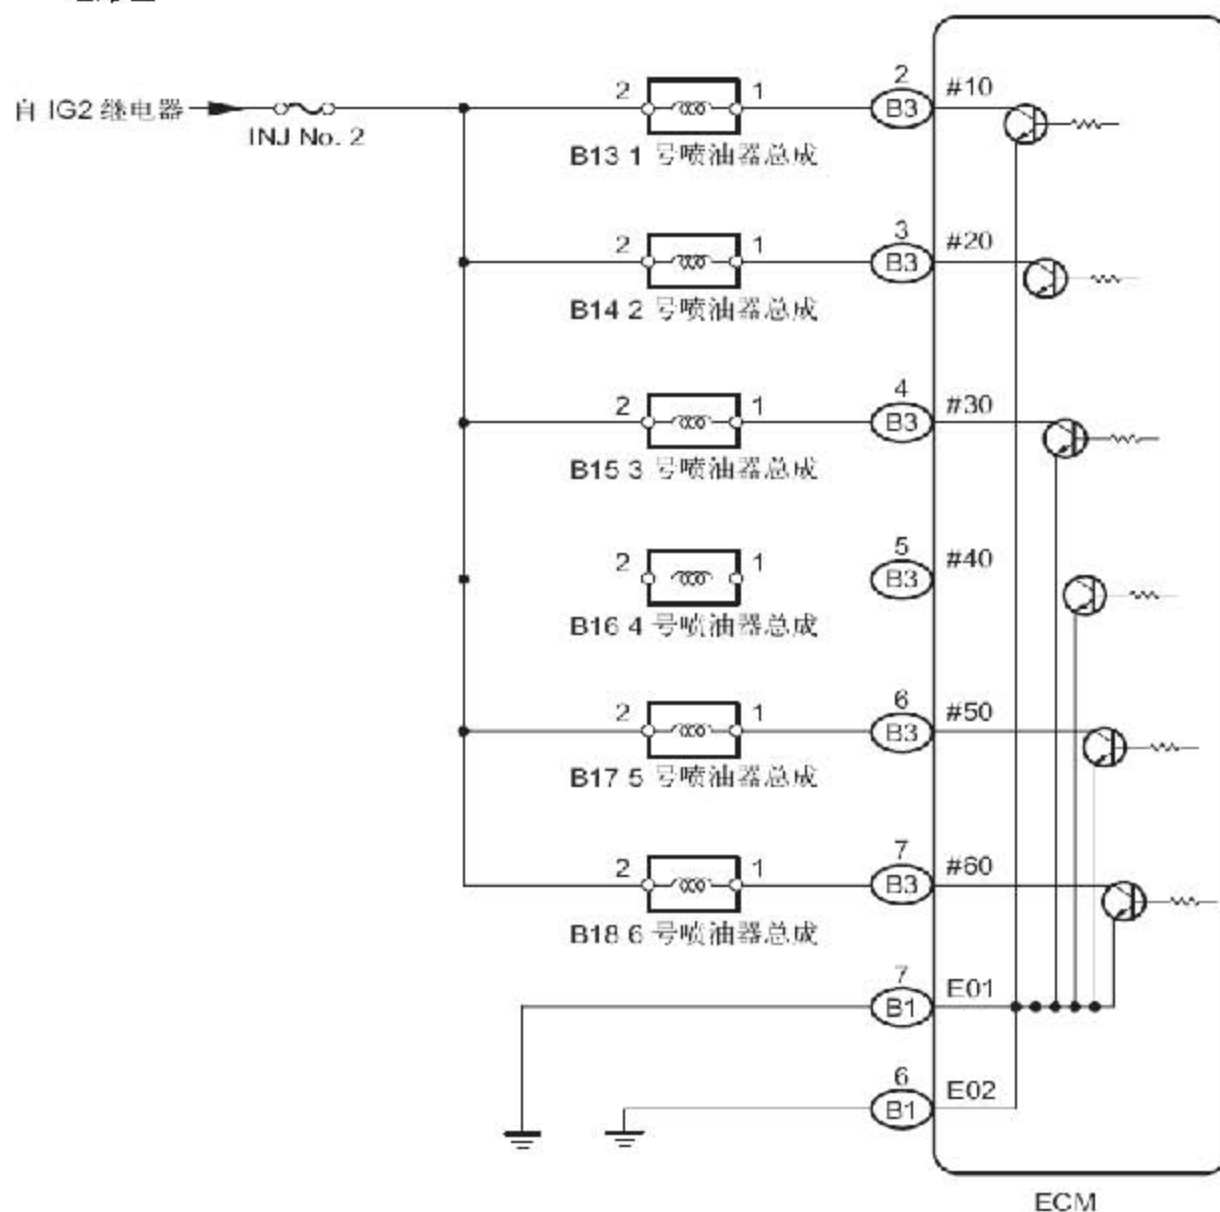 自 IG2 继电器
INJ No. 2
2 1 2 B3 #10
B13 1 号喷油器总成
2 1 3 B3 #20
B14 2 号喷油器总成
2 1 4 B3 #30
B15 3 号喷油器总成
2 1 5 B3 #40
B16 4 号喷油器总成
2 1 6 B3 #50
B17 5 号喷油器总成
2 1 7 B3 #60
B18 6 号喷油器总成
7 B1 E01
6 B1 E02
ECM